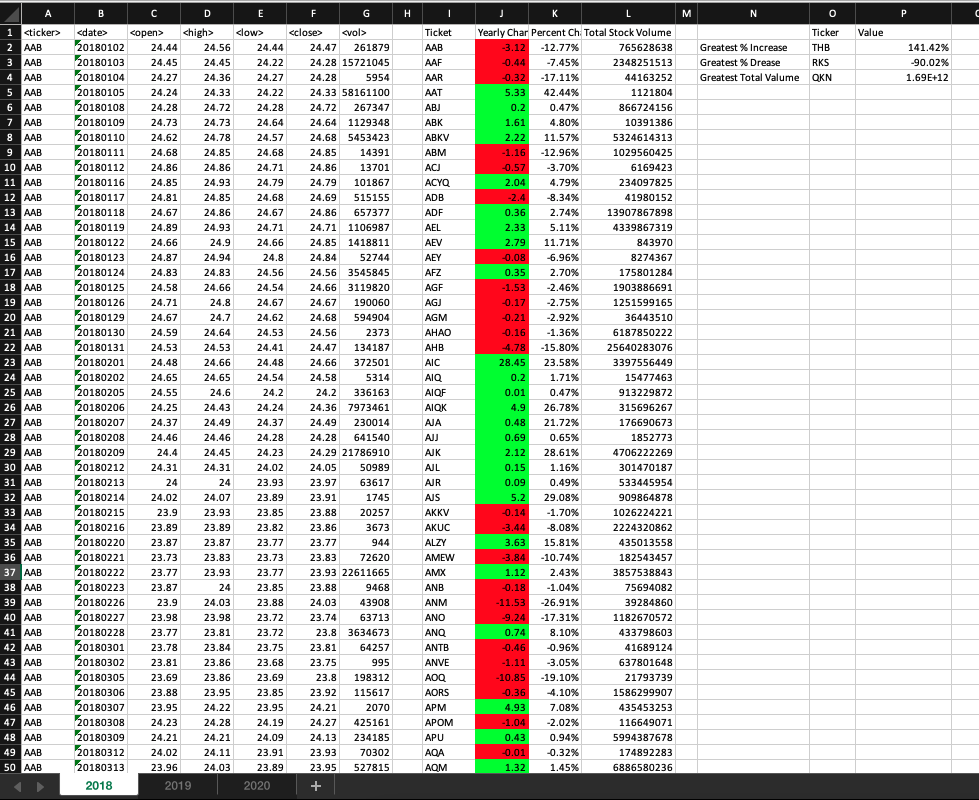 A B C D E F G H I J K L M N O P
1 <ticker> <date> <open> <high> <low> <close> <vol> Ticket Yearly Char Percent Ch Total Stock Volume Ticker Value
2 AAB 20180102 24.44 24.56 24.44 24.47 261879 AAB -3.12 -12.77% 765628638 Greatest % Increase THB 141.42%
3 AAB 20180103 24.45 24.45 24.22 24.28 15721045 AAF -0.44 -7.45% 2348251513 Greatest % Drease RKS -90.02%
4 AAB 20180104 24.27 24.36 24.27 24.28 5954 AAR -0.32 -17.11% 44163252 Greatest Total Valume QKN 1.69E+12
5 AAB 20180105 24.24 24.33 24.22 24.33 58161100 AAT 5.33 42.44% 1121804
6 AAB 20180108 24.28 24.72 24.28 24.72 267347 ABJ 0.2 0.47% 866724156
7 AAB 20180109 24.73 24.73 24.64 24.64 1129348 ABK 1.61 4.80% 10391386
8 AAB 20180110 24.62 24.78 24.57 24.68 5453423 ABKV 2.22 11.57% 5324614313
9 AAB 20180111 24.68 24.85 24.68 24.85 14391 ABM -1.16 -12.96% 1029560425
10 AAB 20180112 24.86 24.86 24.71 24.86 13701 ACJ -0.57 -3.70% 6169423
11 AAB 20180116 24.85 24.93 24.79 24.79 101867 ACYQ 2.04 4.79% 234097825
12 AAB 20180117 24.81 24.85 24.68 24.69 515155 ADB -2.4 -8.34% 41980152
13 AAB 20180118 24.67 24.86 24.67 24.86 657377 ADF 0.36 2.74% 13907867898
14 AAB 20180119 24.89 24.93 24.71 24.71 1106987 AEL 2.33 5.11% 4339867319
15 AAB 20180122 24.66 24.9 24.66 24.85 1418811 AEV 2.79 11.71% 843970
16 AAB 20180123 24.87 24.94 24.8 24.84 52744 AEY -0.08 -6.96% 8274367
17 AAB 20180124 24.83 24.83 24.56 24.56 3545845 AFZ 0.35 2.70% 175801284
18 AAB 20180125 24.58 24.66 24.54 24.66 3119820 AGF -1.53 -2.46% 1903886691
19 AAB 20180126 24.71 24.8 24.67 24.67 190060 AGJ -0.17 -2.75% 1251599165
20 AAB 20180129 24.67 24.7 24.62 24.68 594904 AGM -0.21 -2.92% 36443510
21 AAB 20180130 24.59 24.64 24.53 24.56 2373 AHAO -0.16 -1.36% 6187850222
22 AAB 20180131 24.53 24.53 24.41 24.47 134187 AHB -4.78 -15.80% 25640283076
23 AAB 20180201 24.48 24.66 24.48 24.66 372501 AIC 28.45 23.58% 3397556449
24 AAB 20180202 24.65 24.65 24.54 24.58 5314 AIQ 0.2 1.71% 15477463
25 AAB 20180205 24.55 24.6 24.2 24.2 336163 AIQF 0.01 0.47% 913229872
26 AAB 20180206 24.25 24.43 24.24 24.36 7973461 AIQK 4.9 26.78% 315696267
27 AAB 20180207 24.37 24.49 24.37 24.49 230014 AJA 0.48 21.72% 176690673
28 AAB 20180208 24.46 24.46 24.28 24.28 641540 AJJ 0.69 0.65% 1852773
29 AAB 20180209 24.4 24.45 24.23 24.29 21786910 AJK 2.12 28.61% 4706222269
30 AAB 20180212 24.31 24.31 24.02 24.05 50989 AJL 0.15 1.16% 301470187
31 AAB 20180213 24 24 23.93 23.97 63617 AJR 0.09 0.49% 533445954
32 AAB 20180214 24.02 24.07 23.89 23.91 1745 AJS 5.2 29.08% 909864878
33 AAB 20180215 23.9 23.93 23.85 23.88 20257 AKKV -0.14 -1.70% 1026224221
34 AAB 20180216 23.89 23.89 23.82 23.86 3673 AKUC -3.44 -8.08% 2224320862
35 AAB 20180220 23.87 23.87 23.77 23.77 944 ALZY 3.63 15.81% 435013558
36 AAB 20180221 23.73 23.83 23.73 23.83 72620 AMEW -3.84 -10.74% 182543457
37 AAB 20180222 23.77 23.93 23.77 23.93 22611665 AMX 1.12 2.43% 3857538843
38 AAB 20180223 23.87 24 23.85 23.88 9468 ANB -0.18 -1.04% 75694082
39 AAB 20180226 23.9 24.03 23.88 24.03 43908 ANM -11.53 -26.91% 39284860
40 AAB 20180227 23.98 23.98 23.72 23.74 63713 ANO -9.24 -17.31% 1182670572
41 AAB 20180228 23.77 23.81 23.72 23.8 3634673 ANQ 0.74 8.10% 433798603
42 AAB 20180301 23.78 23.84 23.75 23.81 64257 ANTB -0.46 -0.96% 41689124
43 AAB 20180302 23.81 23.86 23.68 23.75 995 ANVE -1.11 -3.05% 637801648
44 AAB 20180305 23.69 23.86 23.69 23.8 198312 AOQ -10.85 -19.10% 21793739
45 AAB 20180306 23.88 23.95 23.85 23.92 115617 AORS -0.36 -4.10% 1586299907
46 AAB 20180307 23.95 24.22 23.95 24.21 2070 APM 4.93 7.08% 435453253
47 AAB 20180308 24.23 24.28 24.19 24.27 425161 APOM -1.04 -2.02% 116649071
48 AAB 20180309 24.21 24.21 24.09 24.13 234185 APU 0.43 0.94% 5994387678
49 AAB 20180312 24.02 24.11 23.91 23.93 70302 AQA -0.01 -0.32% 174892283
50 AAB 20180313 23.96 24.03 23.89 23.95 527815 AQM 1.32 1.45% 6886580236
2018 2019 2020 +